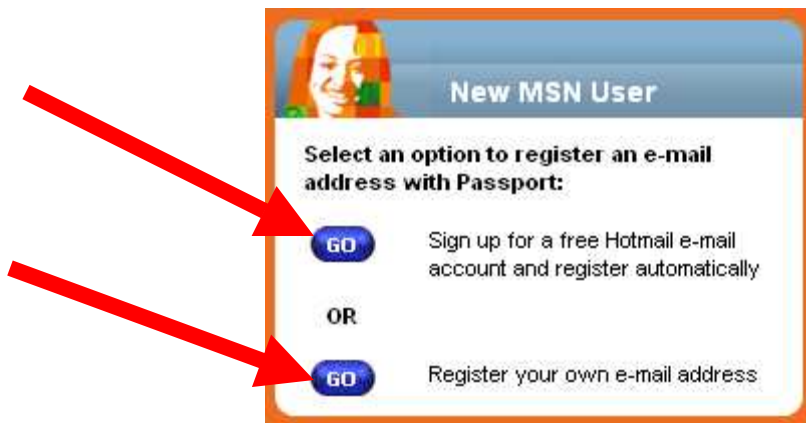 New MSN User
Select an option to register an e-mail
address with Passport:
GO
Sign up for a free Hotmail e-mail
account and register automatically
OR
GO
Register your own e-mail address